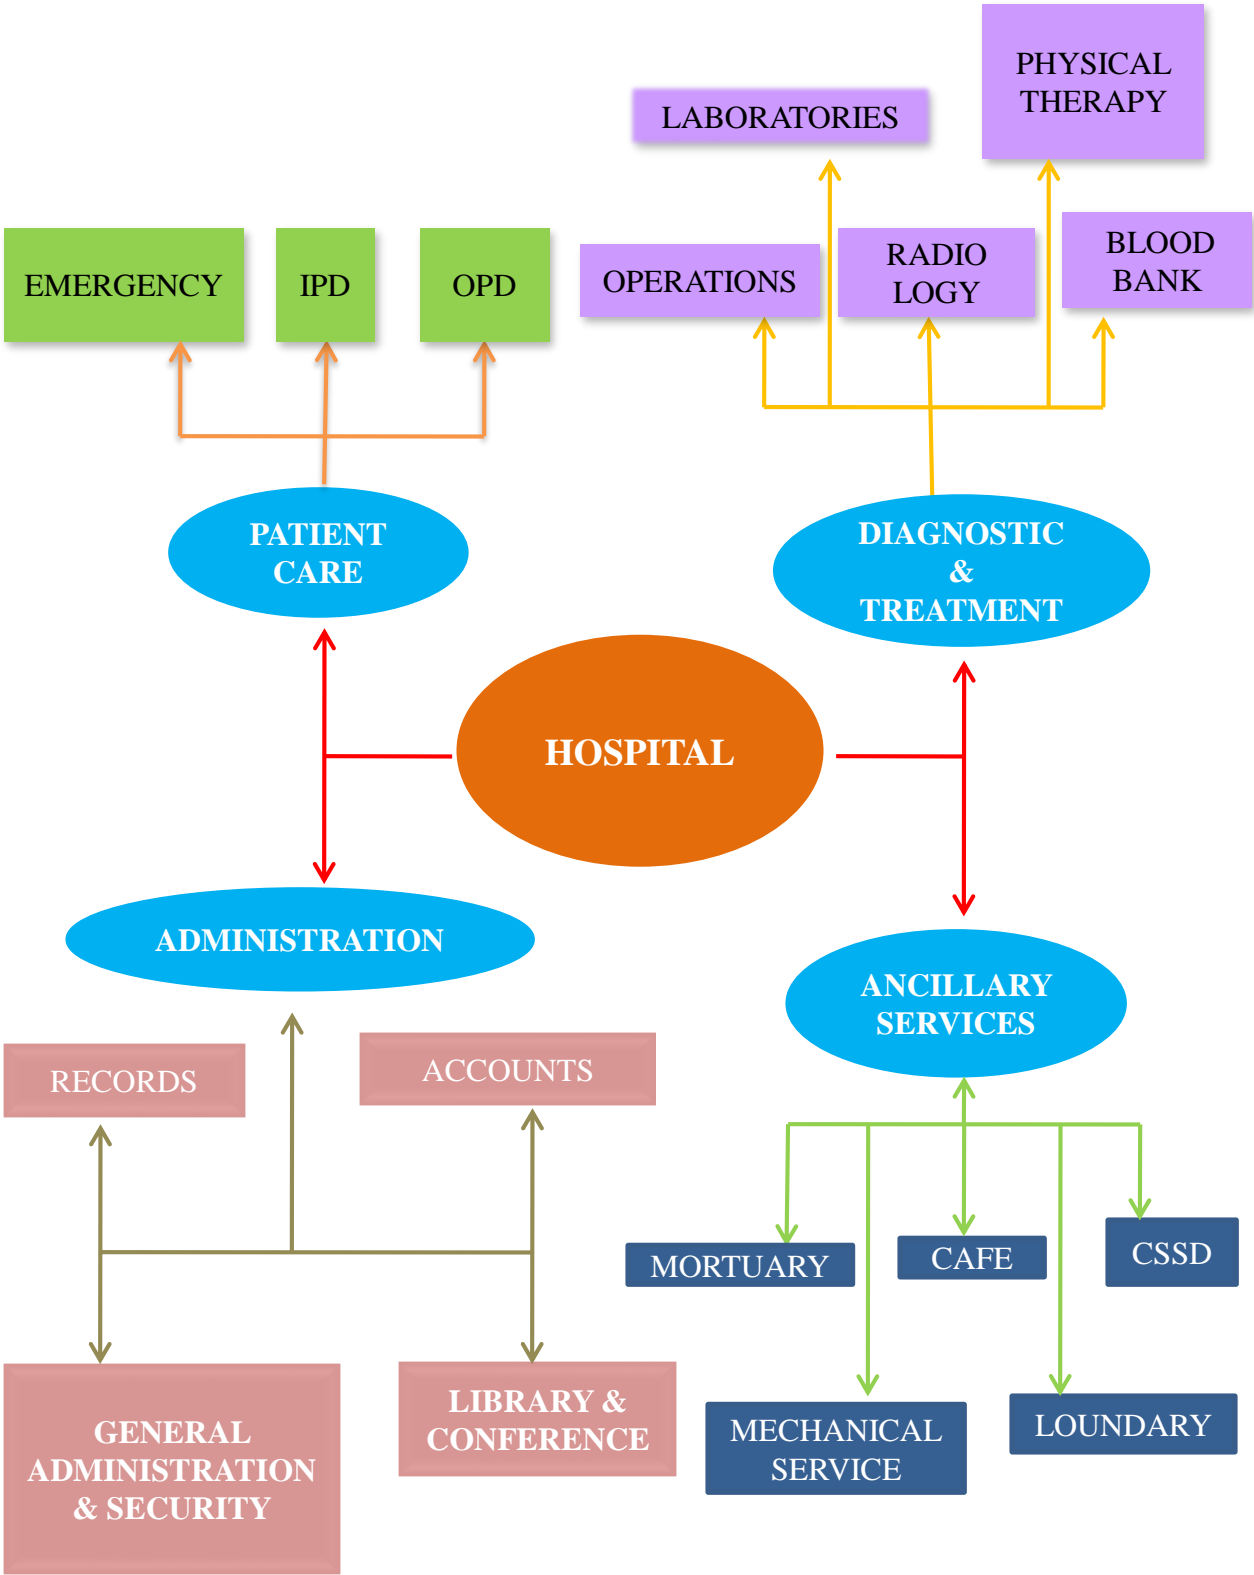 PHYSICAL
THERAPY
LABORATORIES
EMERGENCY
IPD
OPD
OPERATIONS
RADIO
LOGY
BLOOD
BANK
PATIENT
CARE
DIAGNOSTIC
&
TREATMENT
HOSPITAL
ADMINISTRATION
ANCILLARY
SERVICES
RECORDS
ACCOUNTS
MORTUARY
CAFE
CSSD
GENERAL
ADMINISTRATION
& SECURITY
LIBRARY &
CONFERENCE
MECHANICAL
SERVICE
LOUNDARY